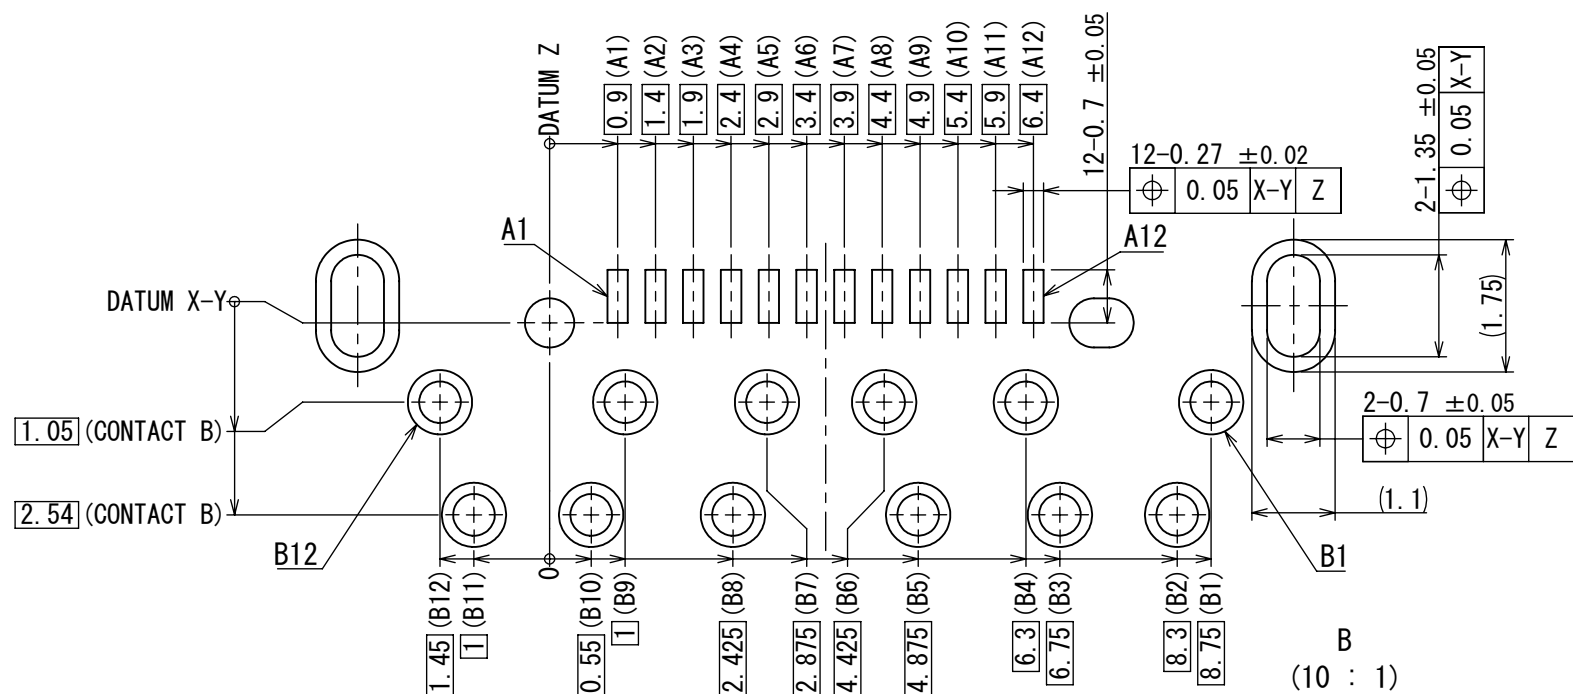 DATUM Z
0.9 (A1)
1.4 (A2)
1.9 (A3)
2.4 (A4)
2.9 (A5)
3.4 (A6)
3.9 (A7)
4.4 (A8)
4.9 (A9)
5.4 (A10)
5.9 (A11)
6.4 (A12)
12-0.7 ±0.05
12-0.27 ±0.02
⌖ 0.05 X-Y Z
2-1.35 ±0.05
⌖ 0.05 X-Y
A1
A12
DATUM X-Y
(1.75)
2-0.7 ±0.05
⌖ 0.05 X-Y Z
(1.1)
1.05 (CONTACT B)
2.54 (CONTACT B)
B12
B1
0
1.45 (B12)
1 (B11)
0.55 (B10)
1 (B9)
2.425 (B8)
2.875 (B7)
4.425 (B6)
4.875 (B5)
6.3 (B4)
6.75 (B3)
8.3 (B2)
8.75 (B1)
B
(10 : 1)